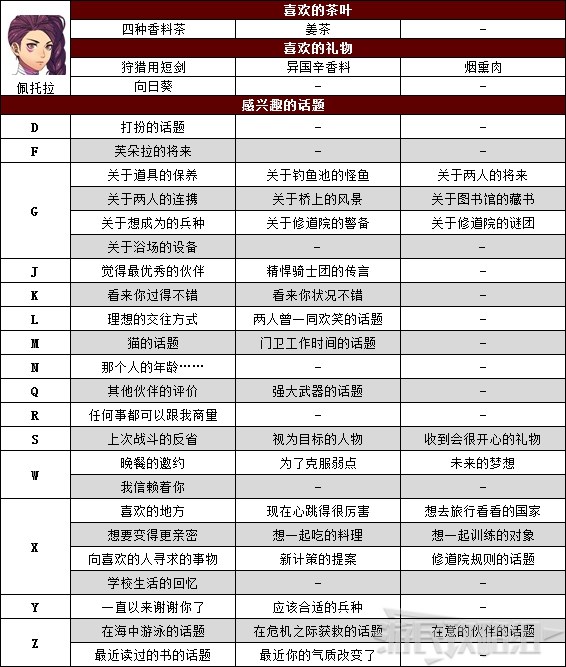 喜欢的茶叶
四种香料茶 姜茶 –
喜欢的礼物
狩猎用短剑 异国辛香料 烟熏肉
佩托拉 向日葵 – –
感兴趣的话题
D 打扮的话题 – –
F 芙朵拉的将来 – –
关于道具的保养 关于钓鱼池的怪鱼 关于两人的将来
关于两人的连携 关于桥上的风景 关于图书馆的藏书
G
关于想成为的兵种 关于修道院的警备 关于修道院的谜团
关于浴场的设备 – –
J 觉得最优秀的伙伴 精悍骑士团的传言 –
K 看来你过得不错 看来你状况不错 –
L 理想的交往方式 两人曾一同欢笑的话题 –
M 猫的话题 门卫工作时间的话题 –
N 那个人的年龄…… – –
Q 其他伙伴的评价 强大武器的话题 –
R 任何事都可以跟我商量 – –
S 上次战斗的反省 视为目标的人物 收到会很开心的礼物
晚餐的邀约 为了克服弱点 未来的梦想
W
我信赖着你 – –
喜欢的地方 现在心跳得很厉害 想去旅行看看的国家
想要变得更亲密 想一起吃的料理 想一起训练的对象
X
向喜欢的人寻求的事物 新计策的提案 修道院规则的话题
学校生活的回忆 – –
Y 一直以来谢谢你了 应该合适的兵种 –
在海中游泳的话题 在危机之际获救的话题 在意的伙伴的话题
Z
最近读过的书的话题 最近你的气质改变了 –